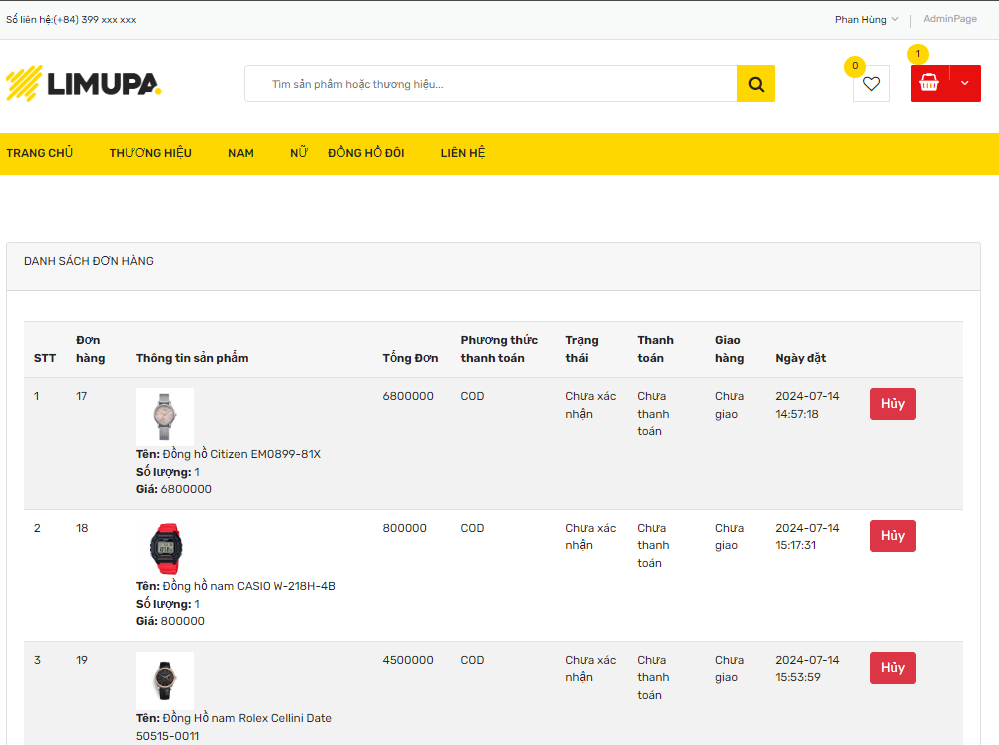 Số liên hệ:(+84) 399 xxx xxx
Phan Hùng
AdminPage
LIMUPA.
Tìm sản phẩm hoặc thương hiệu...
0
1
TRANG CHỦ THƯƠNG HIỆU NAM NỮ ĐỒNG HỒ ĐÔI LIÊN HỆ
DANH SÁCH ĐƠN HÀNG
STT
Đơn
hàng
Thông tin sản phẩm
Tổng Đơn
Phương thức
thanh toán
Trạng
thái
Thanh
toán
Giao
hàng
Ngày đặt
1
17
Tên: Đồng hồ Citizen EM0899-81X
Số lượng: 1
Giá: 6800000
6800000
COD
Chưa xác
nhận
Chưa
thanh
toán
Chưa
giao
2024-07-14
14:57:18
Hủy
2
18
Tên: Đồng hồ nam CASIO W-218H-4B
Số lượng: 1
Giá: 800000
800000
COD
Chưa xác
nhận
Chưa
thanh
toán
Chưa
giao
2024-07-14
15:17:31
Hủy
3
19
Tên: Đồng Hồ nam Rolex Cellini Date
50515-0011
4500000
COD
Chưa xác
nhận
Chưa
thanh
toán
Chưa
giao
2024-07-14
15:53:59
Hủy